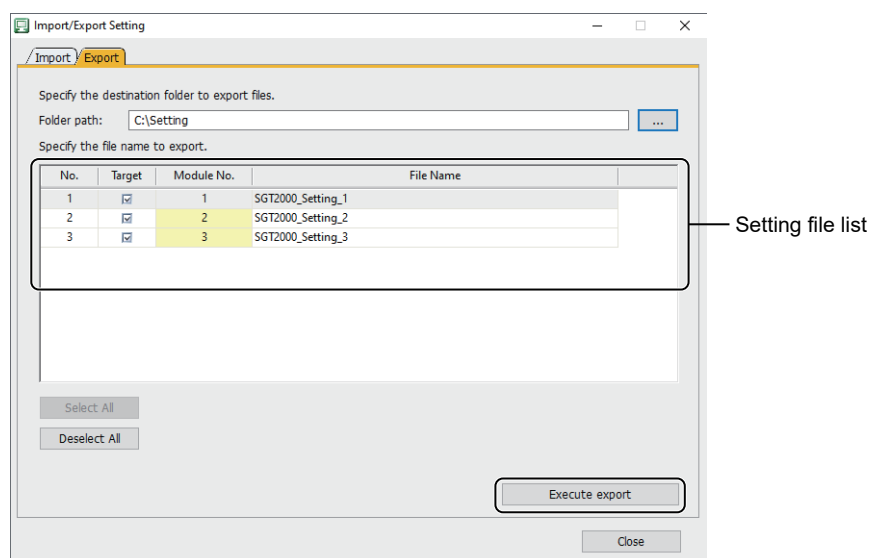 Import/Export Setting
Import Export
Specify the destination folder to export files.
Folder path: C:\Setting ...
Specify the file name to export.
No. Target Module No. File Name
1 1 SGT2000_Setting_1
2 2 SGT2000_Setting_2
3 3 SGT2000_Setting_3
Setting file list
Select All
Deselect All
Execute export
Close